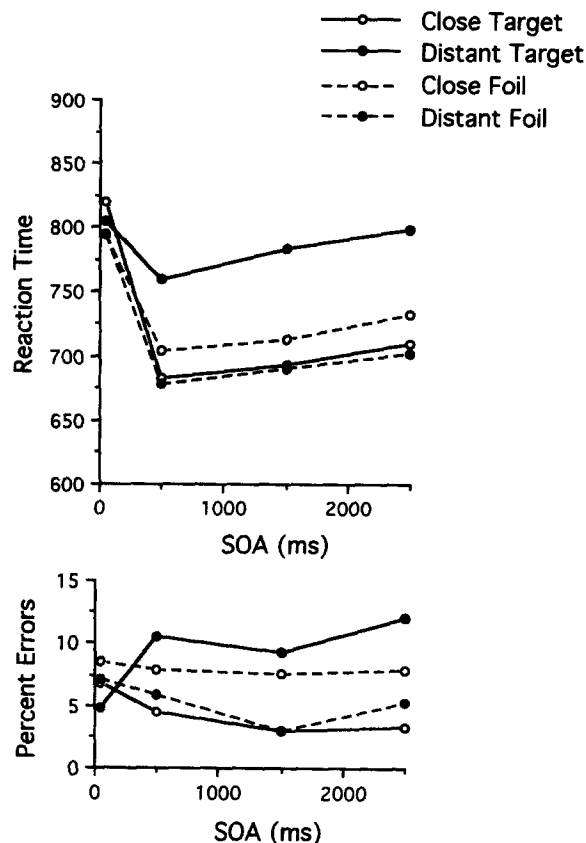 Close Target
Distant Target
Close Foil
Distant Foil
900
850
800
750
700
650
600
Reaction Time
0 1000 2000
SOA (ms)
15
10
5
0
Percent Errors
0 1000 2000
SOA (ms)